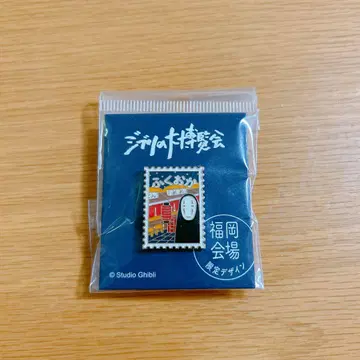 ジブリの大博覧会
ふくおか
福岡
会場
限定デザイン
© Studio Ghibli